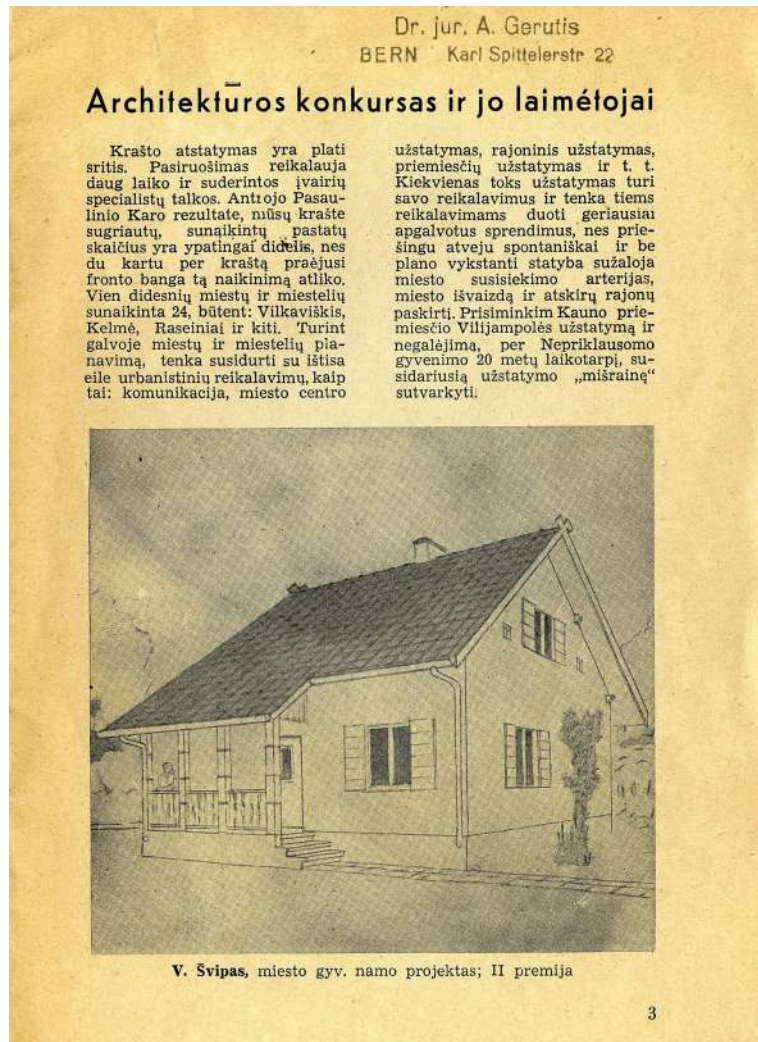 Dr. jur. A. Gerutis
BERN Karl Spittelerstr 22
Architektūros konkursas ir jo laimėtojai
Krašto atstatymas yra plati
sritis. Pasiruošimas reikalauja
daug laiko ir suderintos įvairių
specialistų talkos. Antrojo Pasau-
linio Karo rezultate, mūsų krašte
sugriautų, sunaikintų pastatų
skaičius yra ypatingai didelis, nes
du kartu per kraštą praėjusi
fronto banga tą naikinimą atliko.
Vien didesnių miestų ir miestelių
sunaikinta 24, būtent: Vilkaviškis,
Kelmė, Raseiniai ir kiti. Turint
galvoje miestų ir miestelių pla-
navimą, tenka susidurti su ištisa
eile urbanistinių reikalavimų, kaip
tai: komunikacija, miesto centro
užstatymas, rajoninis užstatymas,
priemiesčių užstatymas ir t. t.
Kiekvienas toks užstatymas turi
savo reikalavimus ir tenka tiems
reikalavimams duoti geriausiai
apgalvotus sprendimus, nes prie-
šingu atveju spontaniškai ir be
plano vykstanti statyba sužaloja
miesto susisiekimo arterijas,
miesto išvaizdą ir atskirų rajonų
paskirtį. Prisiminkim Kauno prie-
miesčio Vilijampolės užstatymą ir
negalėjimą, per Nepriklausomo
gyvenimo 20 metų laikotarpį, su-
sidariusią užstatymo „mišrainę“
sutvarkyti.
V. Švipas, miesto gyv. namo projektas; II premija
3